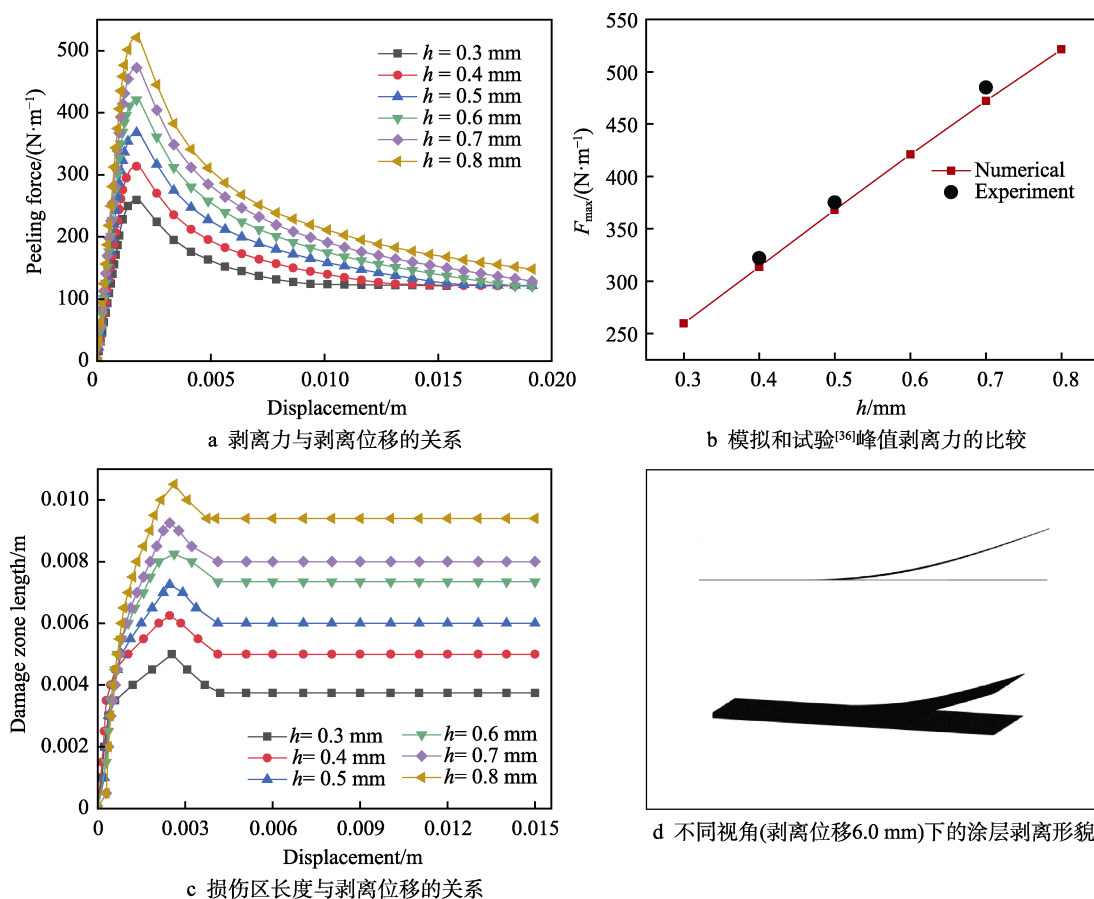 500
400
300
200
100
0
Peeling force/(N·m⁻¹)
h = 0.3 mm
h = 0.4 mm
h = 0.5 mm
h = 0.6 mm
h = 0.7 mm
h = 0.8 mm
0 0.005 0.010 0.015 0.020
Displacement/m
a 剥离力与剥离位移的关系
550
500
450
400
350
300
250
Fmax/(N·m⁻¹)
Numerical
Experiment
0.3 0.4 0.5 0.6 0.7 0.8
h/mm
b 模拟和试验[36]峰值剥离力的比较
0.010
0.008
0.006
0.004
0.002
0
Damage zone length/m
h= 0.3 mm
h= 0.4 mm
h= 0.5 mm
h= 0.6 mm
h= 0.7 mm
h= 0.8 mm
0 0.003 0.006 0.009 0.012 0.015
Displacement/m
c 损伤区长度与剥离位移的关系
d 不同视角(剥离位移6.0 mm)下的涂层剥离形貌